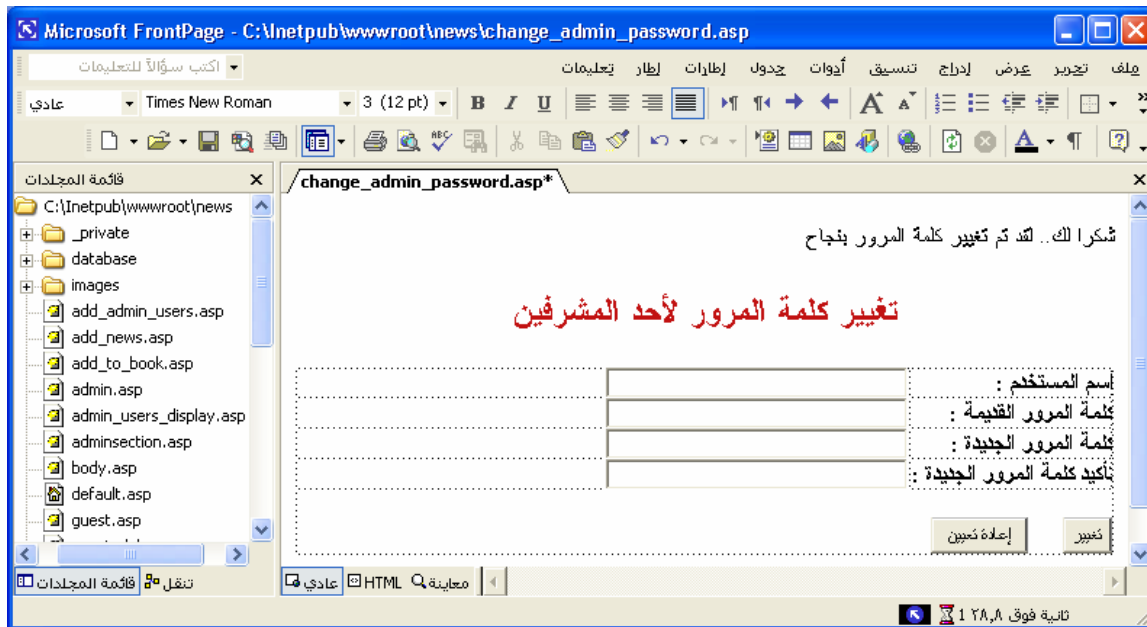 Microsoft FrontPage - C:\Inetpub\wwwroot\news\change_admin_password.asp
ملف تحرير عرض إدراج تنسيق أدوات جدول إطارات إطار تعليمات اكتب سؤالاً للتعليمات
عادي Times New Roman 3 (12 pt) B I U
قائمة المجلدات
change_admin_password.asp*
C:\Inetpub\wwwroot\news
_private
database
images
add_admin_users.asp
add_news.asp
add_to_book.asp
admin.asp
admin_users_display.asp
adminsection.asp
body.asp
default.asp
guest.asp
شكرا لك.. لقد تم تغيير كلمة المرور بنجاح
تغيير كلمة المرور لأحد المشرفين
اسم المستخدم :
كلمة المرور القديمة :
كلمة المرور الجديدة :
تأكيد كلمة المرور الجديدة :
تغيير إعادة تعيين
قائمة المجلدات تنقل
عادي HTML معاينة
ثانية فوق ٢٨,٨ 1